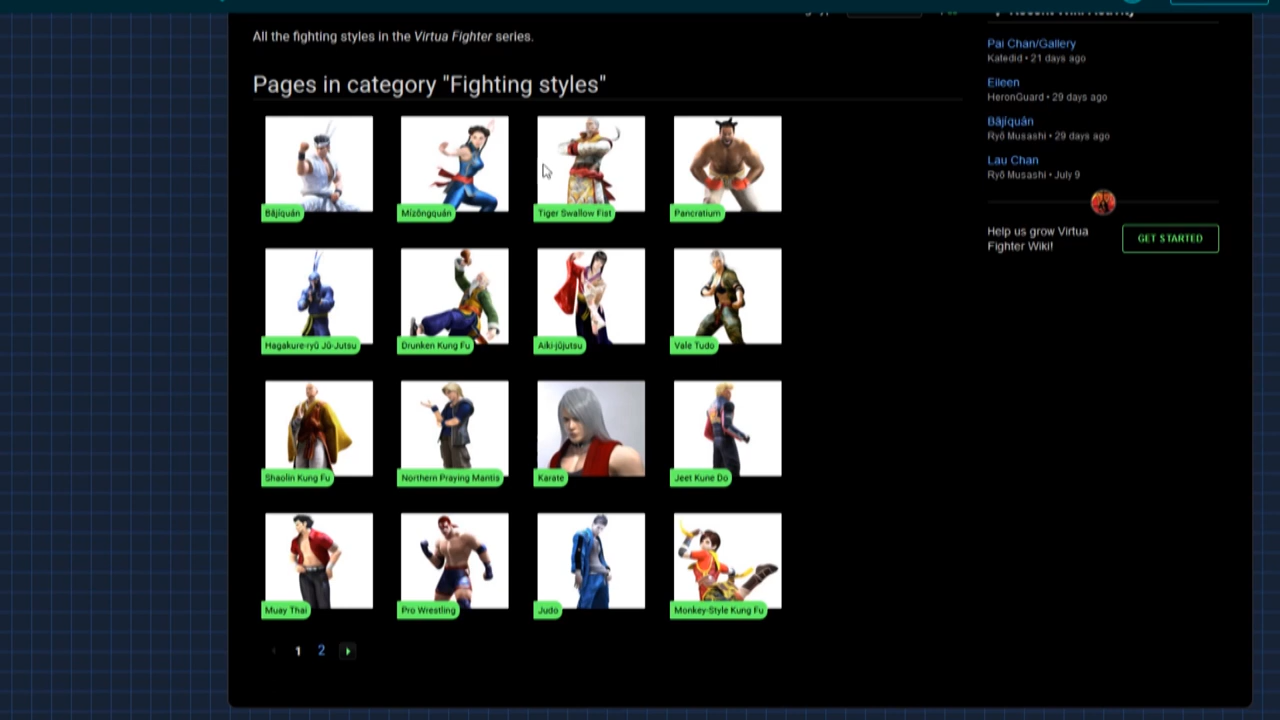 All the fighting styles in the Virtua Fighter series.
Pages in category "Fighting styles"
Bājíquán
Mízōngquán
Tiger Swallow Fist
Pancratium
Hagakure-ryū Jū-Jutsu
Drunken Kung Fu
Aiki-jūjutsu
Vale Tudo
Shaolin Kung Fu
Northern Praying Mantis
Karate
Jeet Kune Do
Muay Thai
Pro Wrestling
Judo
Monkey-Style Kung Fu
1 2
Recent Wiki Activity
Pai Chan/Gallery
Katedid • 21 days ago
Eileen
HeronGuard • 29 days ago
Bājíquán
Ryō Musashi • 29 days ago
Lau Chan
Ryō Musashi • July 9
Help us grow Virtua
Fighter Wiki!
GET STARTED